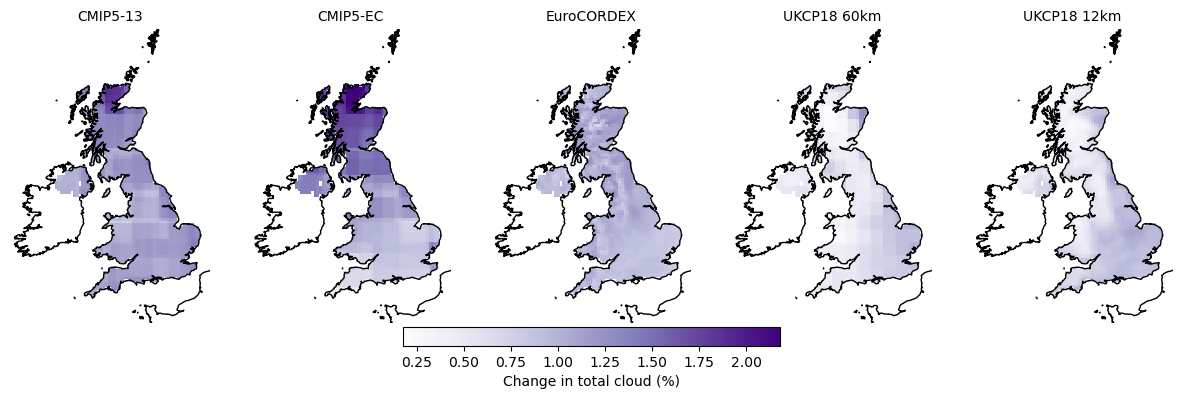 CMIP5-13
CMIP5-EC
EuroCORDEX
UKCP18 60km
UKCP18 12km
0.25 0.50 0.75 1.00 1.25 1.50 1.75 2.00
Change in total cloud (%)